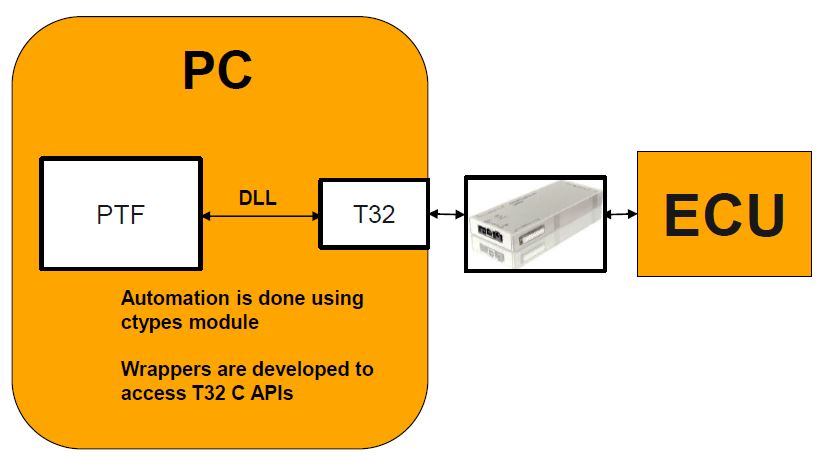 PC
PTF
DLL
T32
ECU
Automation is done using
ctypes module
Wrappers are developed to
access T32 C APIs